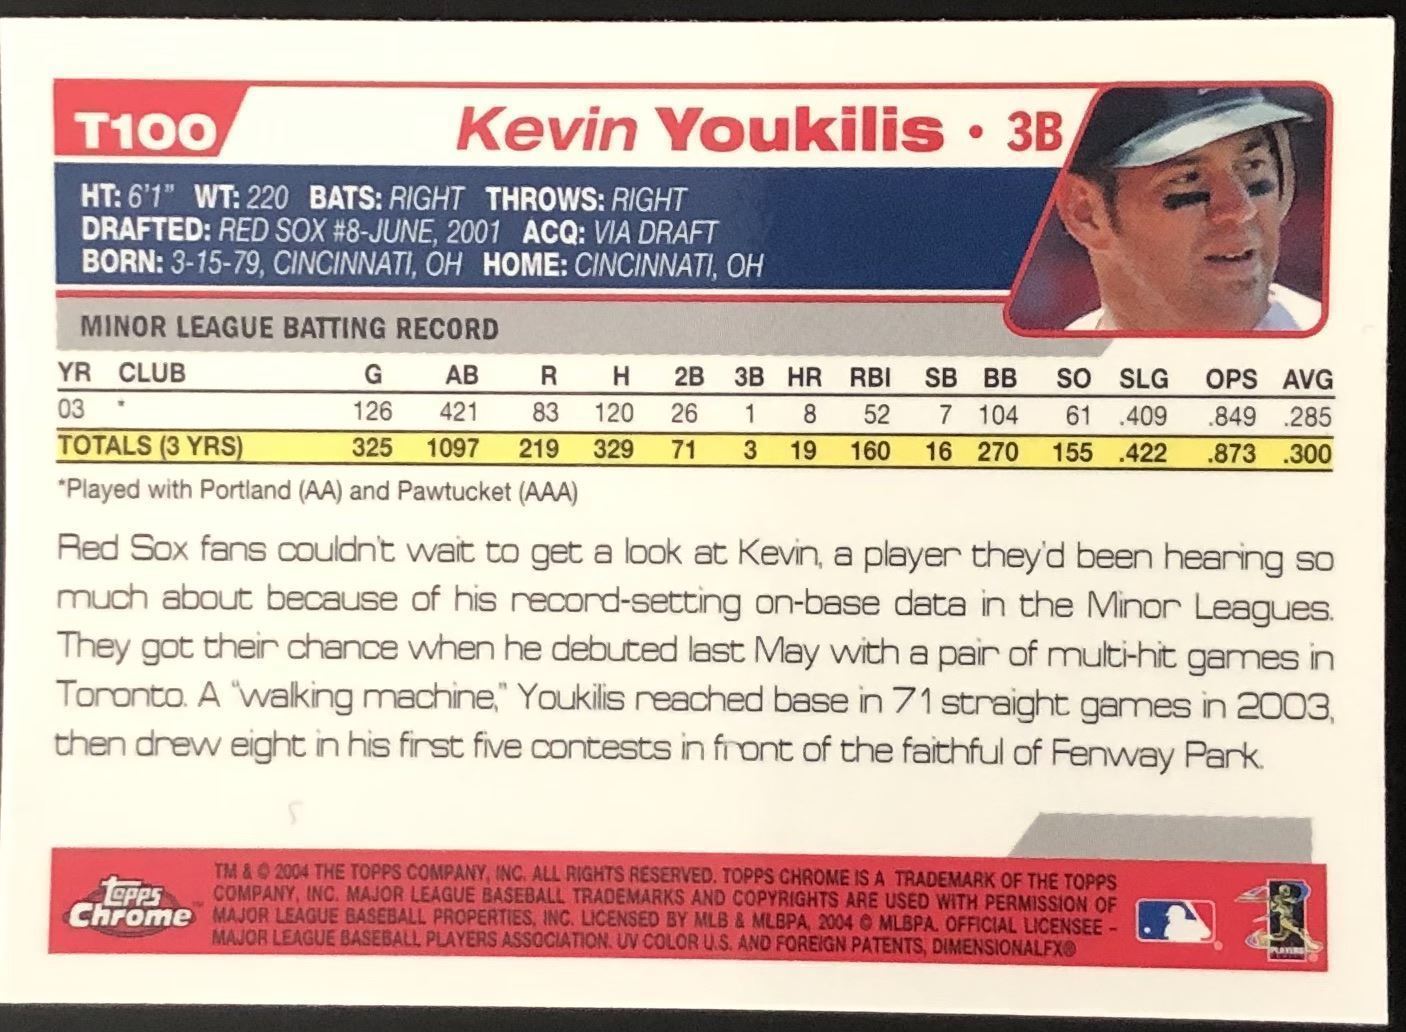 T100 Kevin Youkilis • 3B
HT: 6'1" WT: 220 BATS: RIGHT THROWS: RIGHT
DRAFTED: RED SOX #8-JUNE, 2001 ACQ: VIA DRAFT
BORN: 3-15-79, CINCINNATI, OH HOME: CINCINNATI, OH
MINOR LEAGUE BATTING RECORD
YR CLUB G AB R H 2B 3B HR RBI SB BB SO SLG OPS AVG
03 * 126 421 83 120 26 1 8 52 7 104 61 .409 .849 .285
TOTALS (3 YRS) 325 1097 219 329 71 3 19 160 16 270 155 .422 .873 .300
*Played with Portland (AA) and Pawtucket (AAA)
Red Sox fans couldn't wait to get a look at Kevin, a player they'd been hearing so
much about because of his record-setting on-base data in the Minor Leagues.
They got their chance when he debuted last May with a pair of multi-hit games in
Toronto. A "walking machine," Youkilis reached base in 71 straight games in 2003,
then drew eight in his first five contests in front of the faithful of Fenway Park.
Topps Chrome™
TM & © 2004 THE TOPPS COMPANY, INC. ALL RIGHTS RESERVED. TOPPS CHROME IS A TRADEMARK OF THE TOPPS
COMPANY, INC. MAJOR LEAGUE BASEBALL TRADEMARKS AND COPYRIGHTS ARE USED WITH PERMISSION OF
MAJOR LEAGUE BASEBALL PROPERTIES, INC. LICENSED BY MLB & MLBPA, 2004 © MLBPA. OFFICIAL LICENSEE -
MAJOR LEAGUE BASEBALL PLAYERS ASSOCIATION. UV COLOR U.S. AND FOREIGN PATENTS, DIMENSIONALFX®